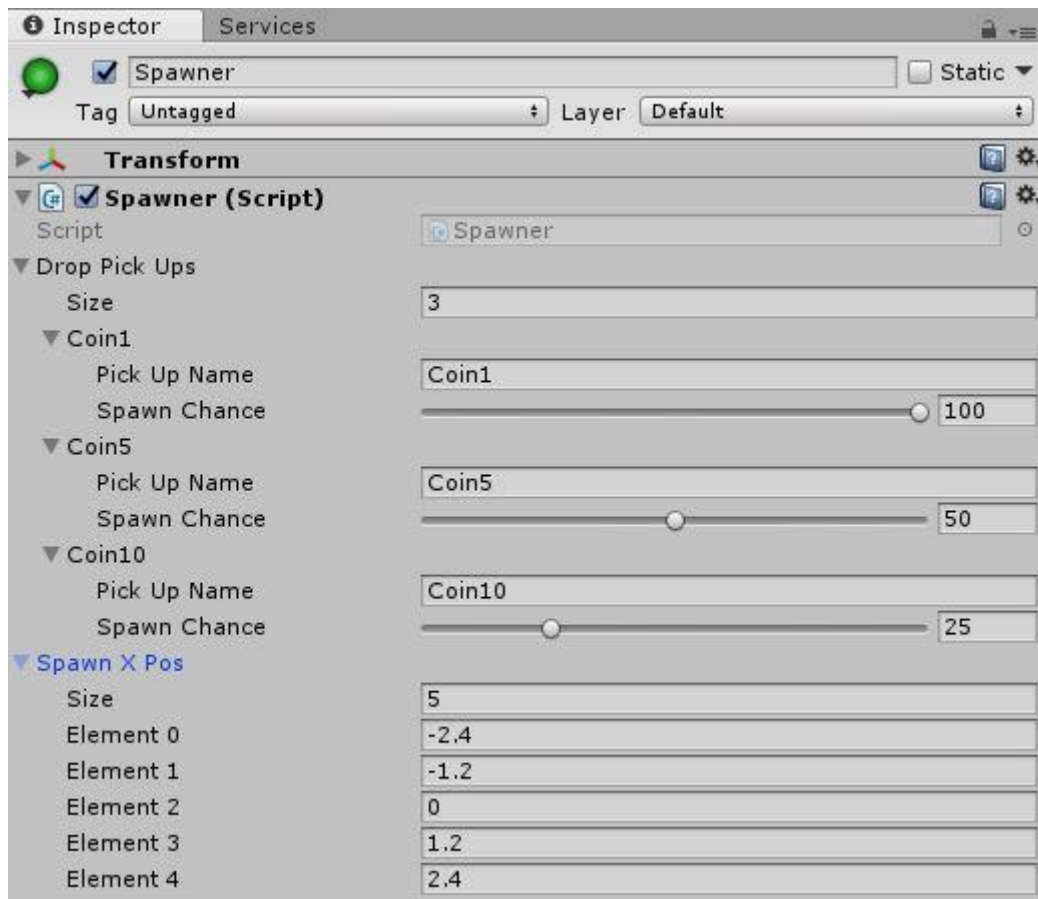 Inspector Services
Spawner Static
Tag Untagged Layer Default
Transform
Spawner (Script)
Script Spawner
Drop Pick Ups
Size 3
Coin1
Pick Up Name Coin1
Spawn Chance 100
Coin5
Pick Up Name Coin5
Spawn Chance 50
Coin10
Pick Up Name Coin10
Spawn Chance 25
Spawn X Pos
Size 5
Element 0 -2.4
Element 1 -1.2
Element 2 0
Element 3 1.2
Element 4 2.4